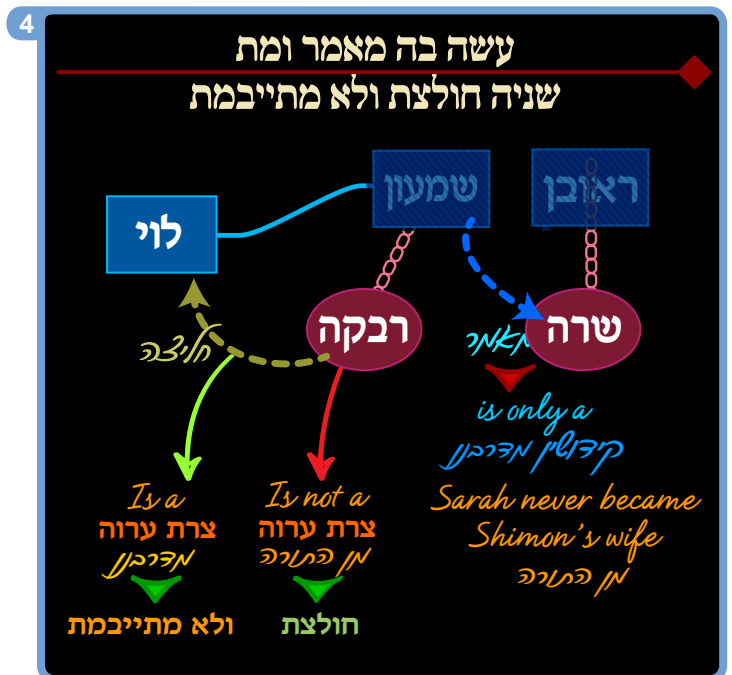 4
עשה בה מאמר ומת
שניה חולצת ולא מתייבמת
ראובן
שמעון
לוי
שרה
רבקה
מאמר
חליצה
is only a
קידושין מדרבנן
Sarah never became
Shimon's wife
מן התורה
Is not a
צרת ערוה
מן התורה
חולצת
Is a
צרת ערוה
מדרבנן
ולא מתייבמת